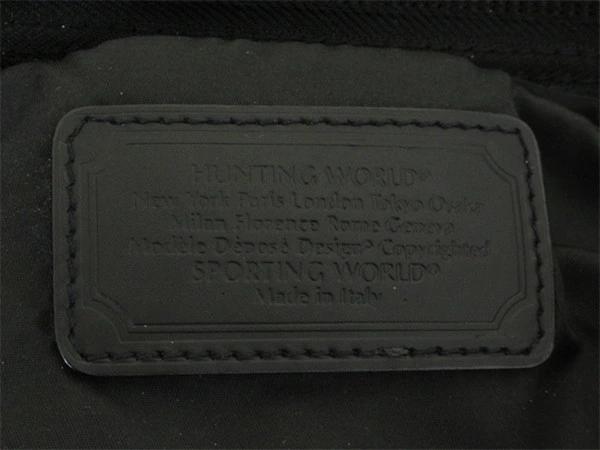 HUNTING WORLD®
New York Paris London Tokyo Osaka
Milan Florence Rome Geneva
Modèle Déposé Design® Copyrighted
SPORTING WORLD®
Made in Italy